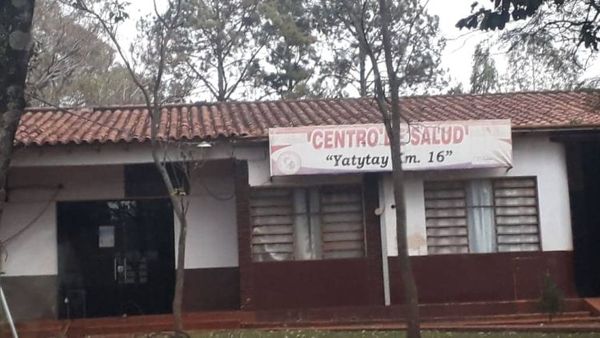 'CENTRO DE SALUD'
"Yatytay Km. 16"